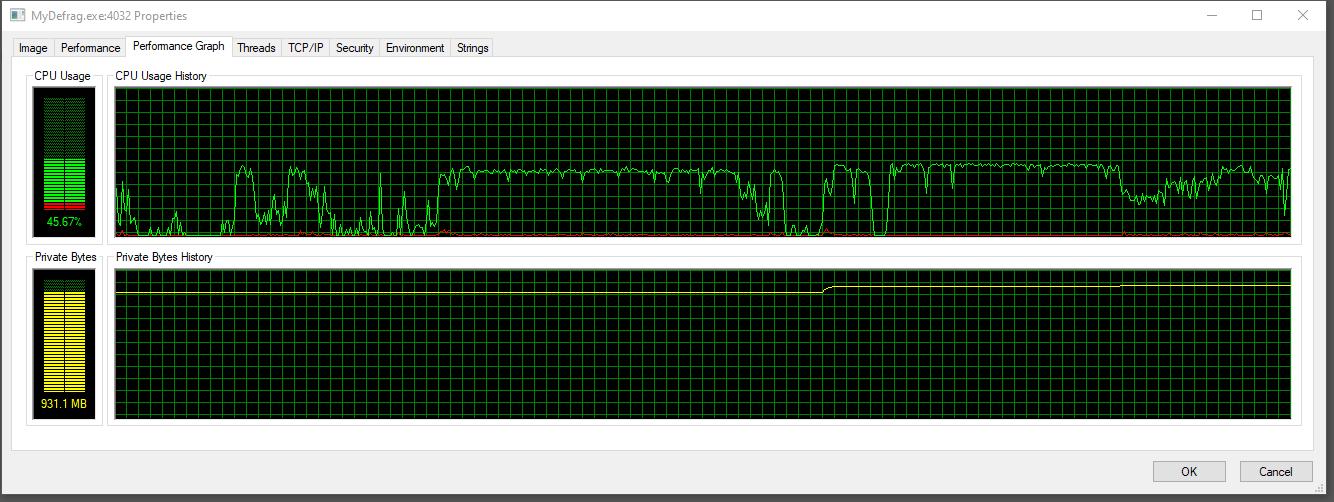 MyDefrag.exe:4032 Properties
Image Performance Performance Graph Threads TCP/IP Security Environment Strings
CPU Usage CPU Usage History
45.67%
Private Bytes Private Bytes History
931.1 MB
OK Cancel